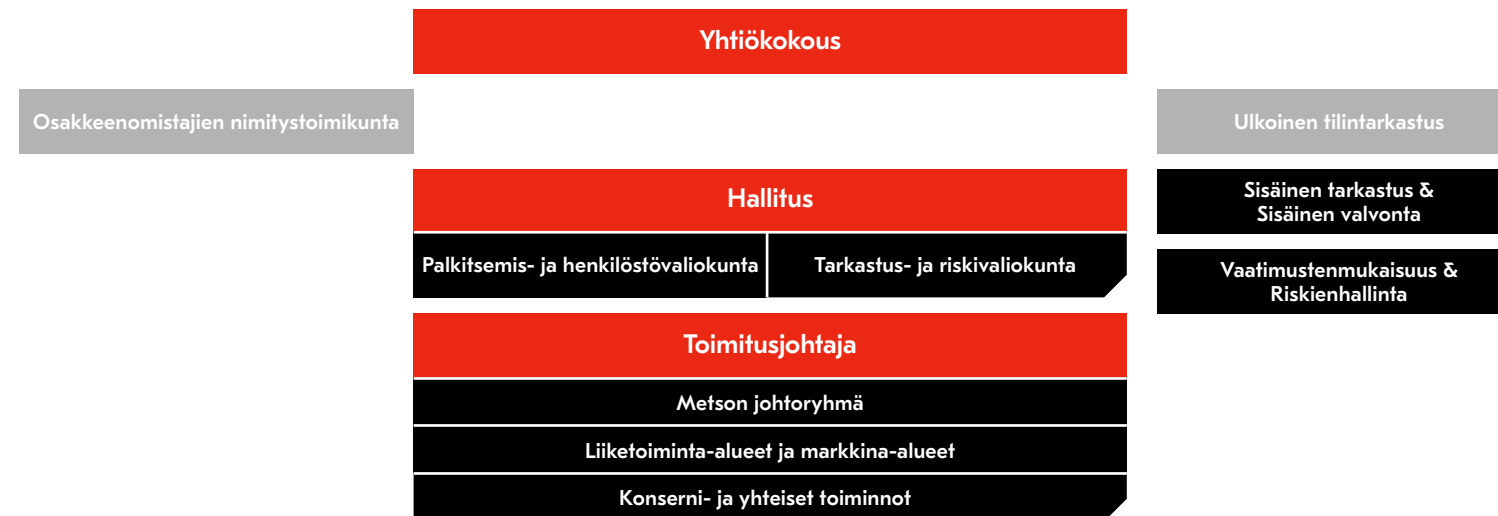 Yhtiökokous
Osakkeenomistajien nimitystoimikunta
Ulkoinen tilintarkastus
Hallitus
Sisäinen tarkastus &
Sisäinen valvonta
Palkitsemis- ja henkilöstövaliokunta
Tarkastus- ja riskivaliokunta
Vaatimustenmukaisuus &
Riskienhallinta
Toimitusjohtaja
Metson johtoryhmä
Liiketoiminta-alueet ja markkina-alueet
Konserni- ja yhteiset toiminnot